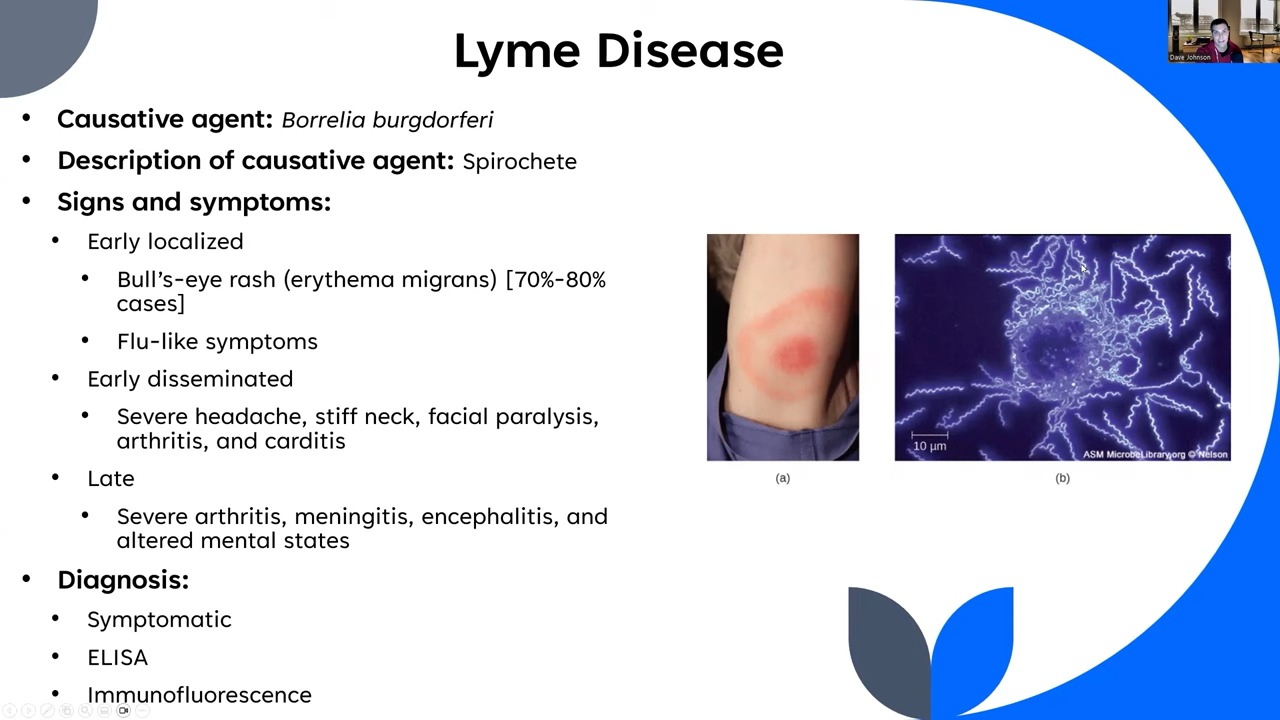 Lyme Disease
Dave Johnson
• Causative agent: Borrelia burgdorferi
• Description of causative agent: Spirochete
• Signs and symptoms:
• Early localized
• Bull's-eye rash (erythema migrans) [70%-80%
cases]
• Flu-like symptoms
• Early disseminated
• Severe headache, stiff neck, facial paralysis,
arthritis, and carditis
• Late
• Severe arthritis, meningitis, encephalitis, and
altered mental states
• Diagnosis:
• Symptomatic
• ELISA
• Immunofluorescence
10 µm
ASM MicrobeLibrary.org © Nelson
(a)
(b)